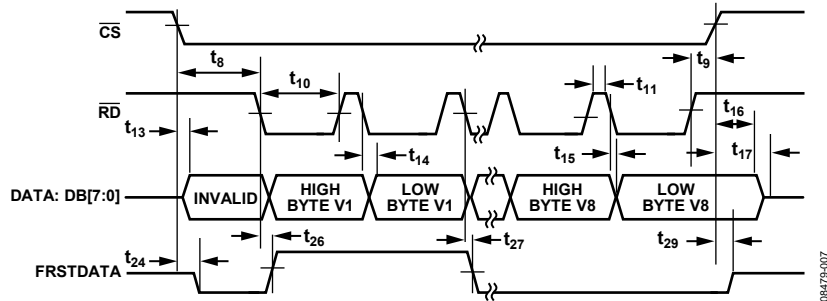 CS
t8
t9
t10
t11
RD
t16
t13
t14
t15
t17
DATA: DB[7:0]
INVALID
HIGH BYTE V1
LOW BYTE V1
HIGH BYTE V8
LOW BYTE V8
t24
t26
t27
t29
FRSTDATA
08479-007